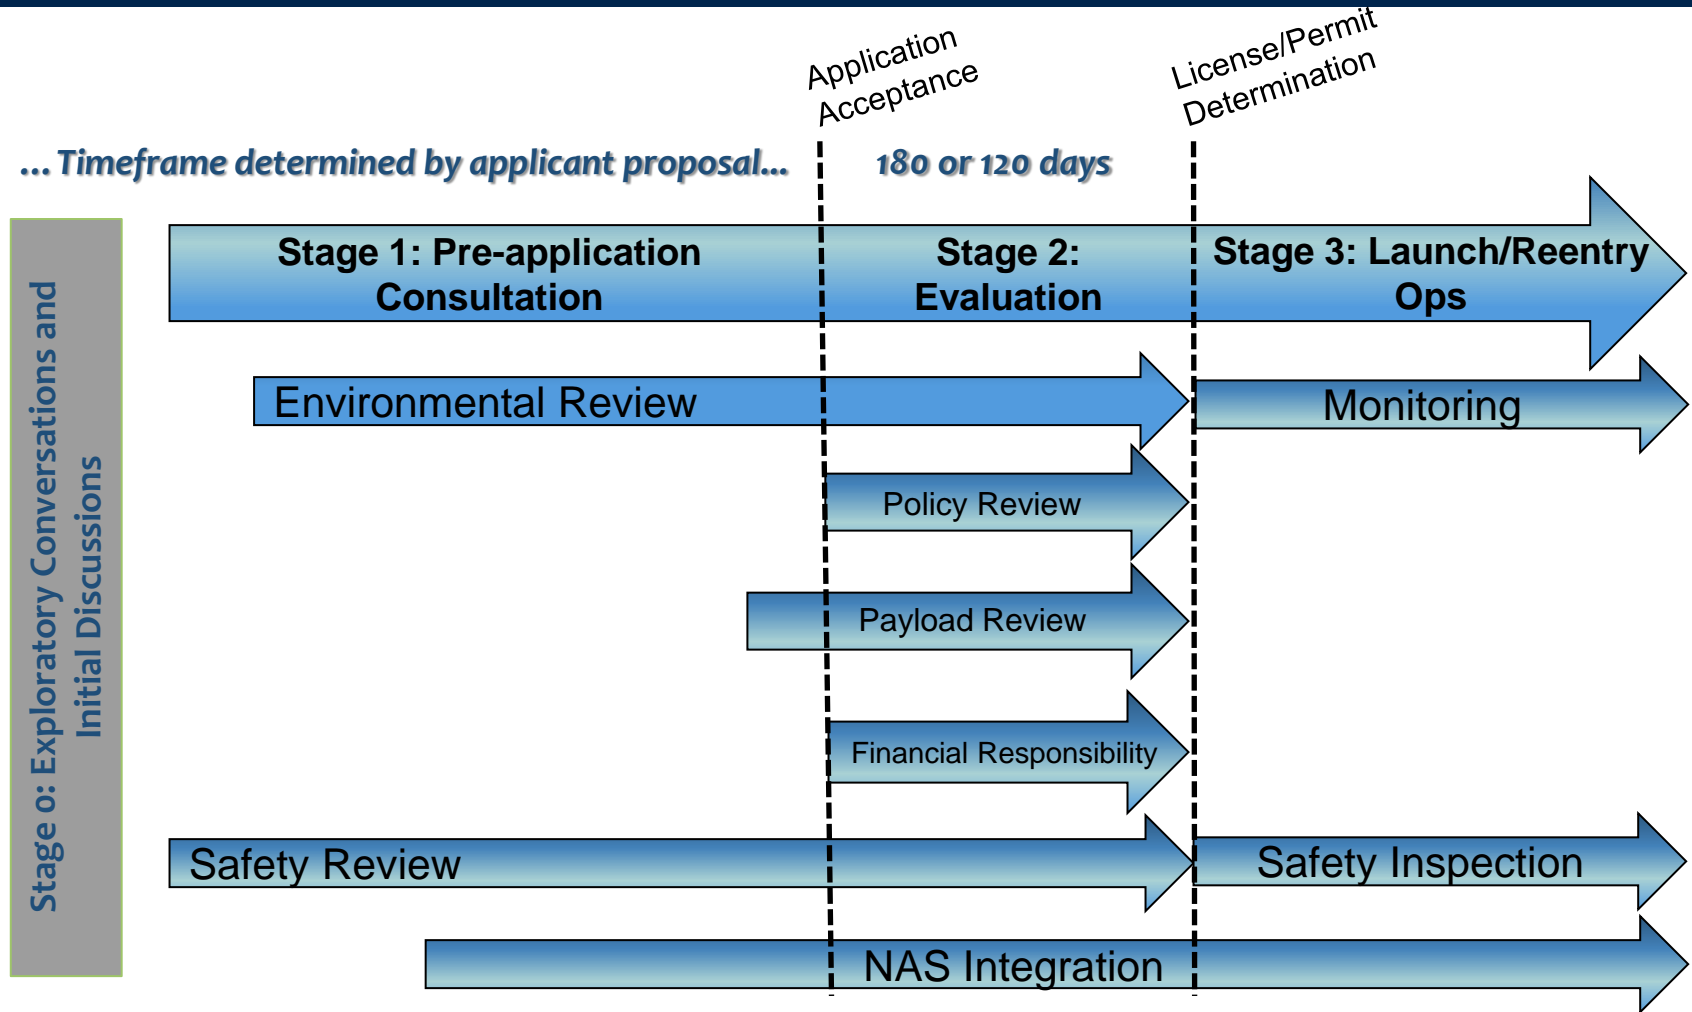 Application
Acceptance
License/Permit
Determination
...Timeframe determined by applicant proposal...
180 or 120 days
Stage 0: Exploratory Conversations and
Initial Discussions
Stage 1: Pre-application
Consultation
Stage 2:
Evaluation
Stage 3: Launch/Reentry
Ops
Environmental Review
Monitoring
Policy Review
Payload Review
Financial Responsibility
Safety Review
Safety Inspection
NAS Integration